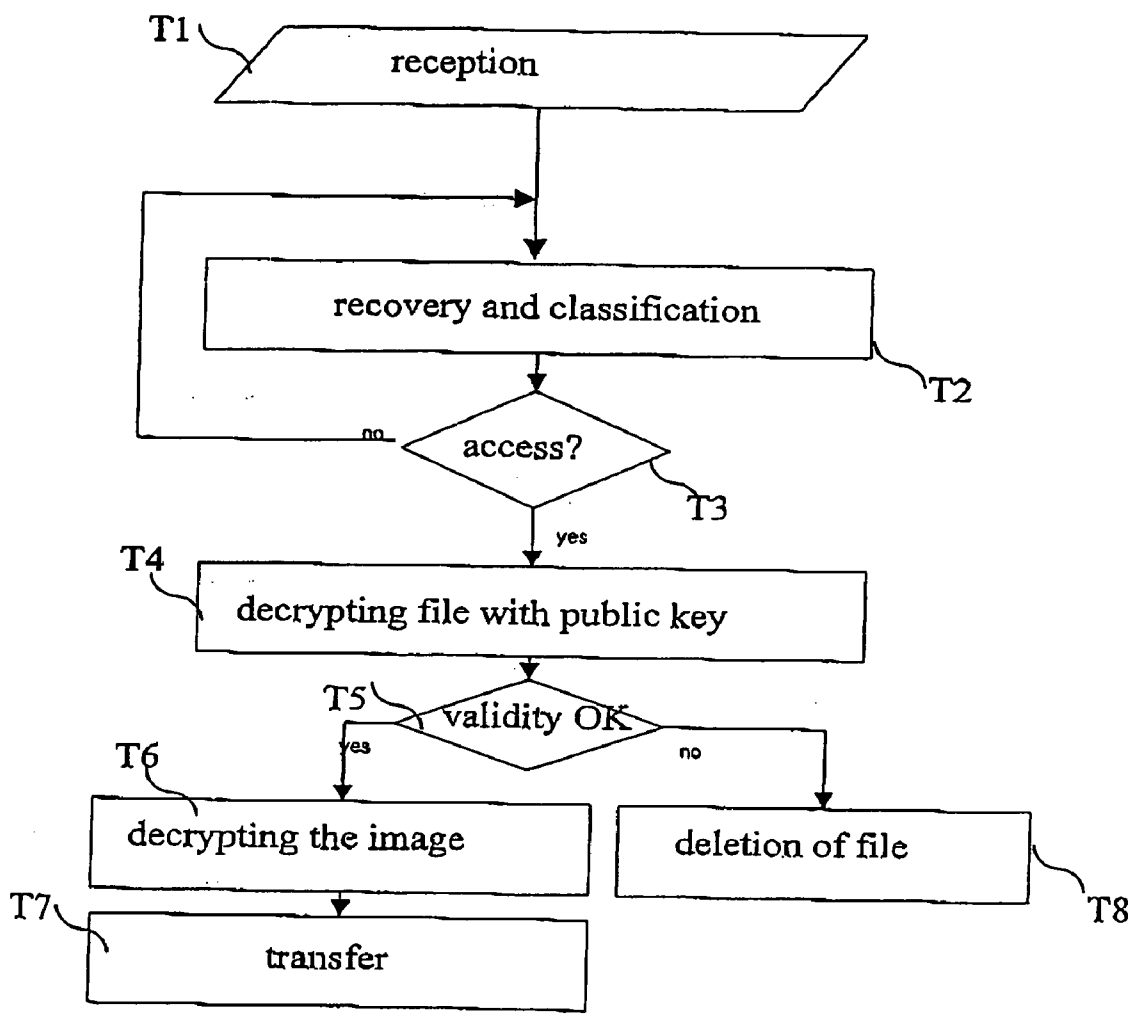 T1
reception
recovery and classification
T2
no
access?
T3
yes
T4
decrypting file with public key
T5
validity OK
yes
no
T6
decrypting the image
deletion of file
T7
transfer
T8